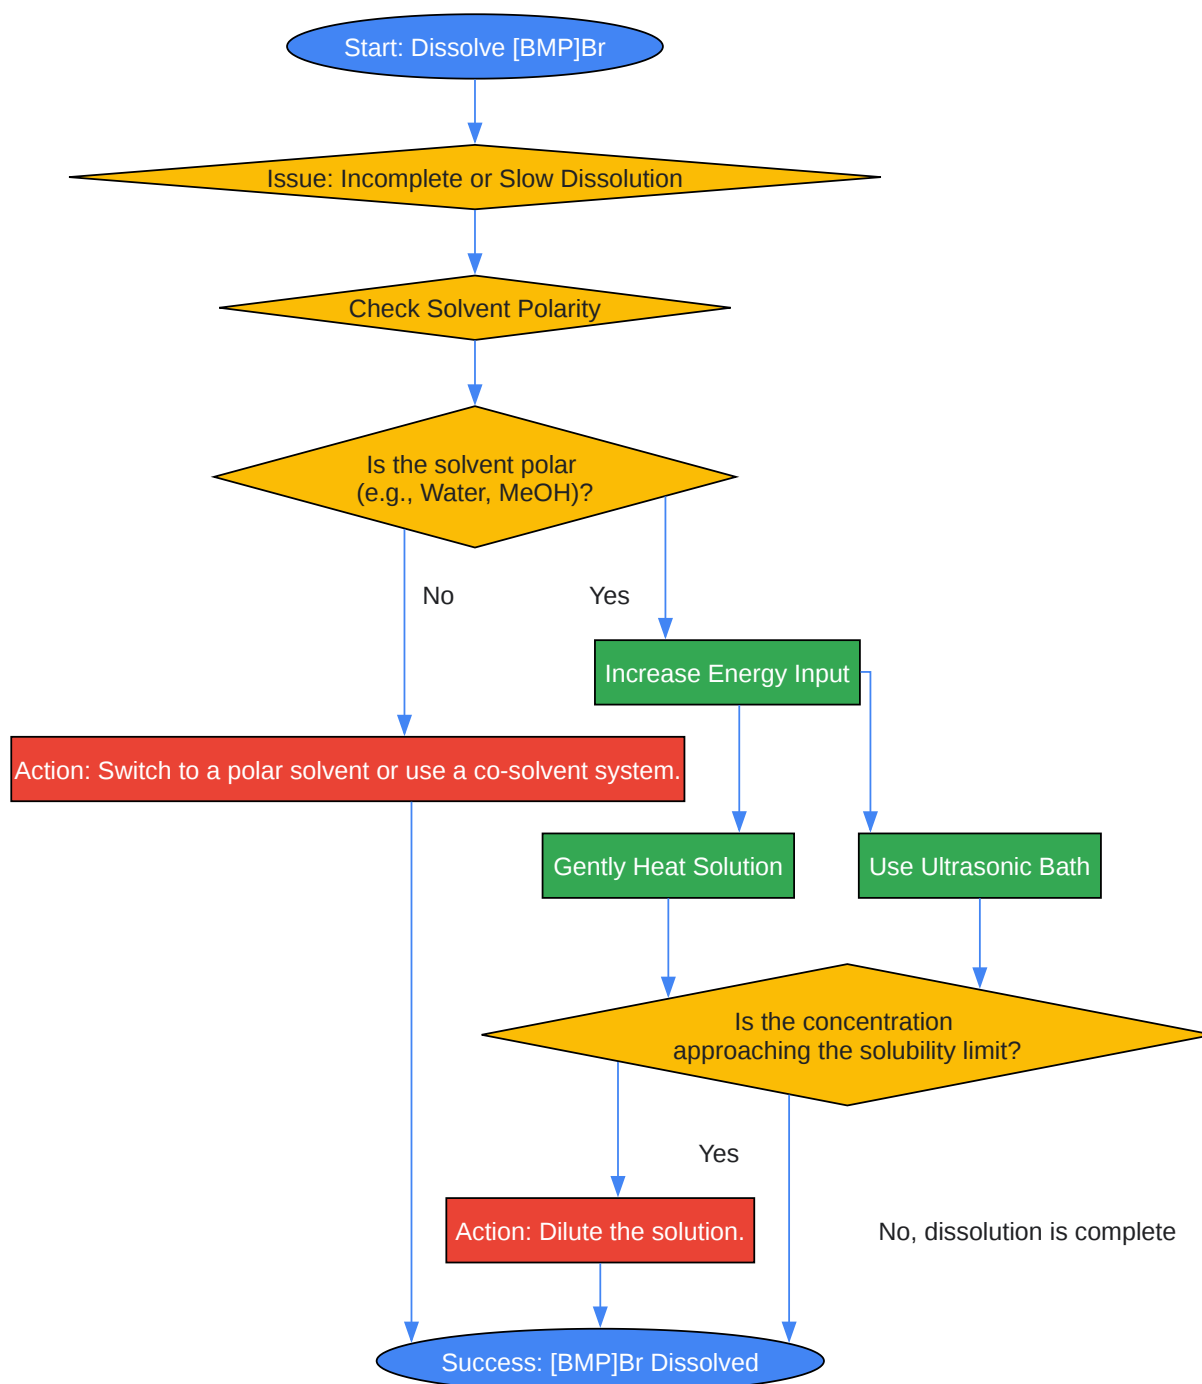 Start: Dissolve [BMP]Br
Issue: Incomplete or Slow Dissolution
Check Solvent Polarity
Is the solvent polar
(e.g., Water, MeOH)?
No
Yes
Increase Energy Input
Action: Switch to a polar solvent or use a co-solvent system.
Gently Heat Solution
Use Ultrasonic Bath
Is the concentration
approaching the solubility limit?
Yes
Action: Dilute the solution.
No, dissolution is complete
Success: [BMP]Br Dissolved